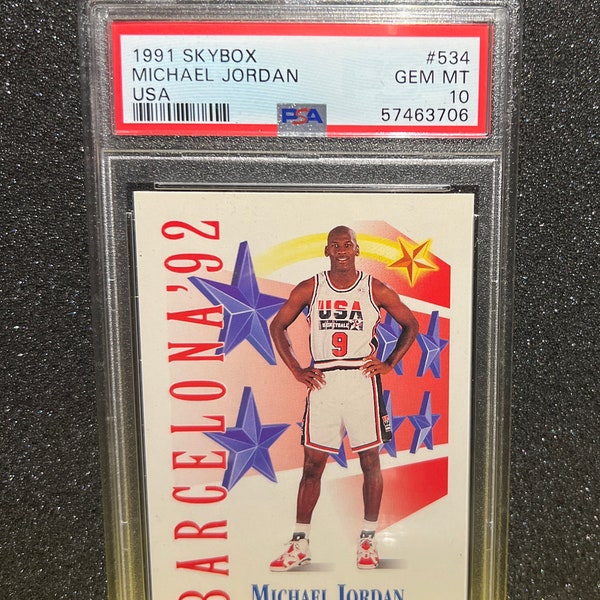 1991 SKYBOX #534
MICHAEL JORDAN GEM MT
USA 10
PSA 57463706
BARCELONA'92
USA
BASKETBALL
9
MICHAEL JORDAN